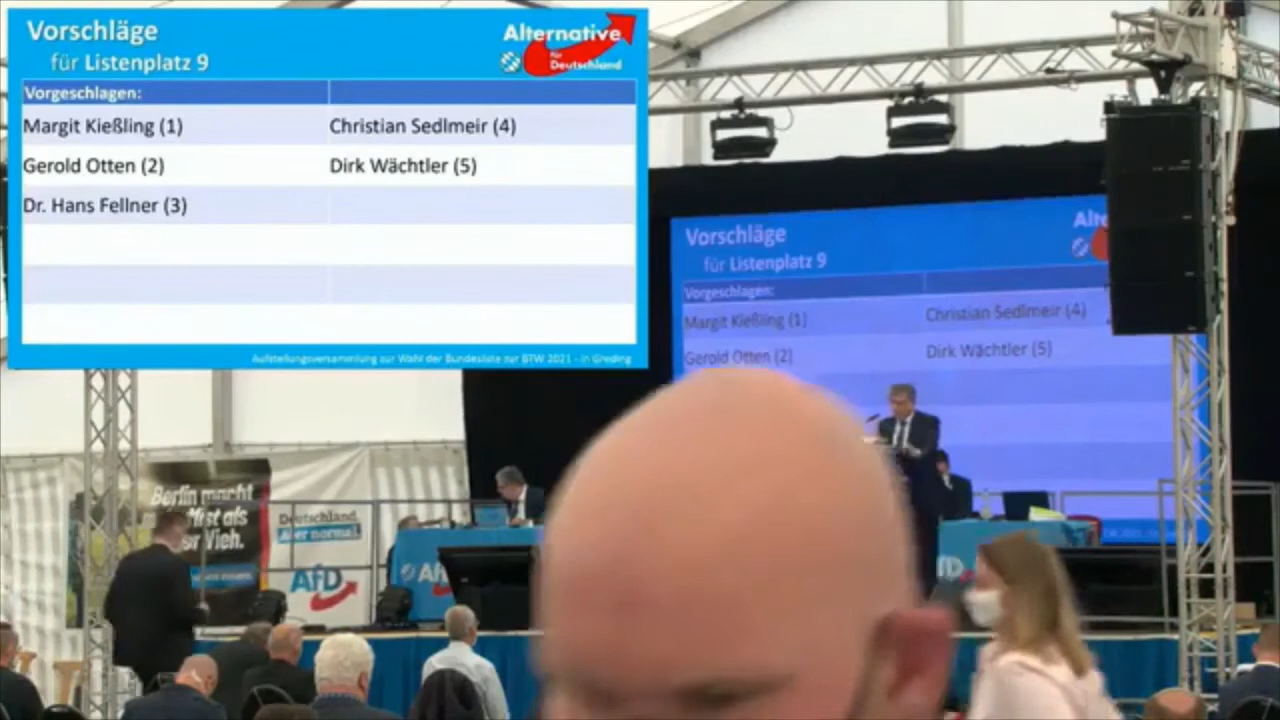 Vorschläge
für Listenplatz 9
Alternative
für
Deutschland
Vorgeschlagen:
Margit Kießling (1)
Christian Sedlmeir (4)
Gerold Otten (2)
Dirk Wächtler (5)
Dr. Hans Fellner (3)
Aufstellungsversammlung zur Wahl der Bundesliste zur BTW 2021 - in Greding
Vorschläge
für Listenplatz 9
Alte
Vorgeschlagen:
Margit Kießling (1)
Christian Sedlmeir (4)
Gerold Otten (2)
Dirk Wächtler (5)
Berlin macht
Vieh.
Deutschland.
Aber normal.
AfD